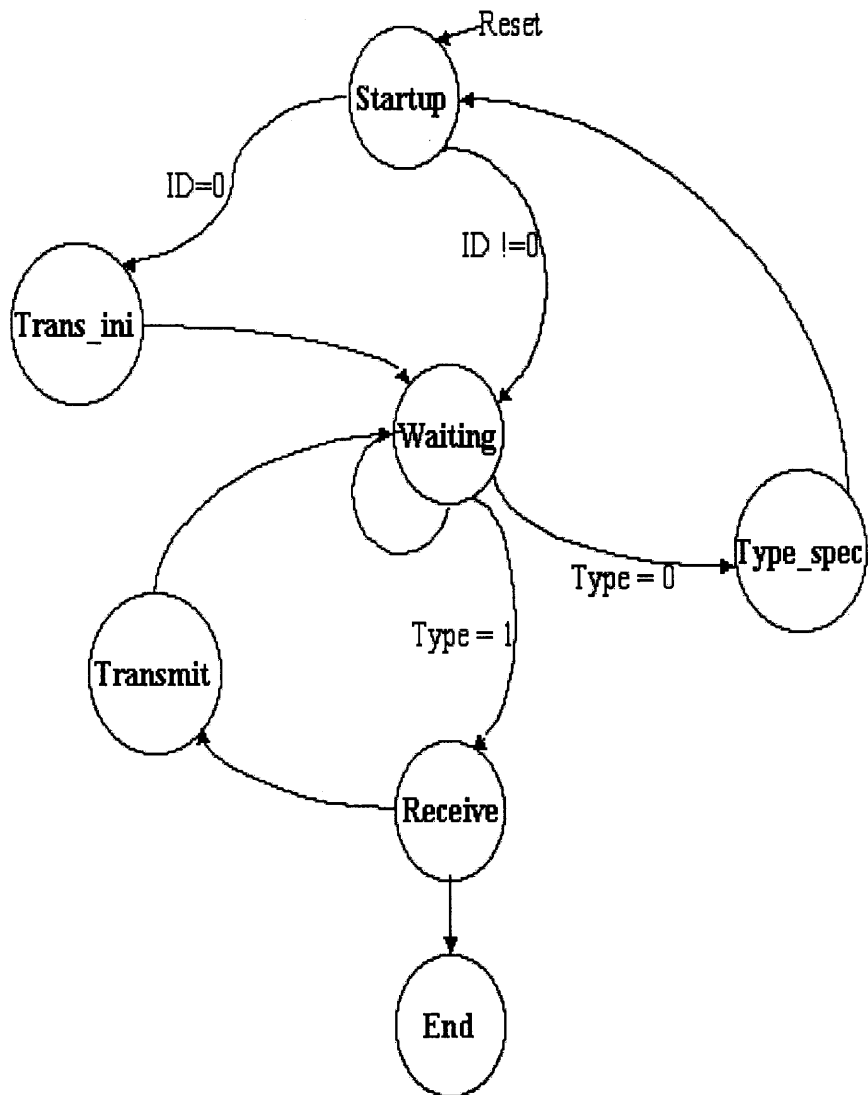 Reset
Startup
ID=0
ID !=0
Trans_ini
Waiting
Type_spec
Type = 0
Type = 1
Transmit
Receive
End